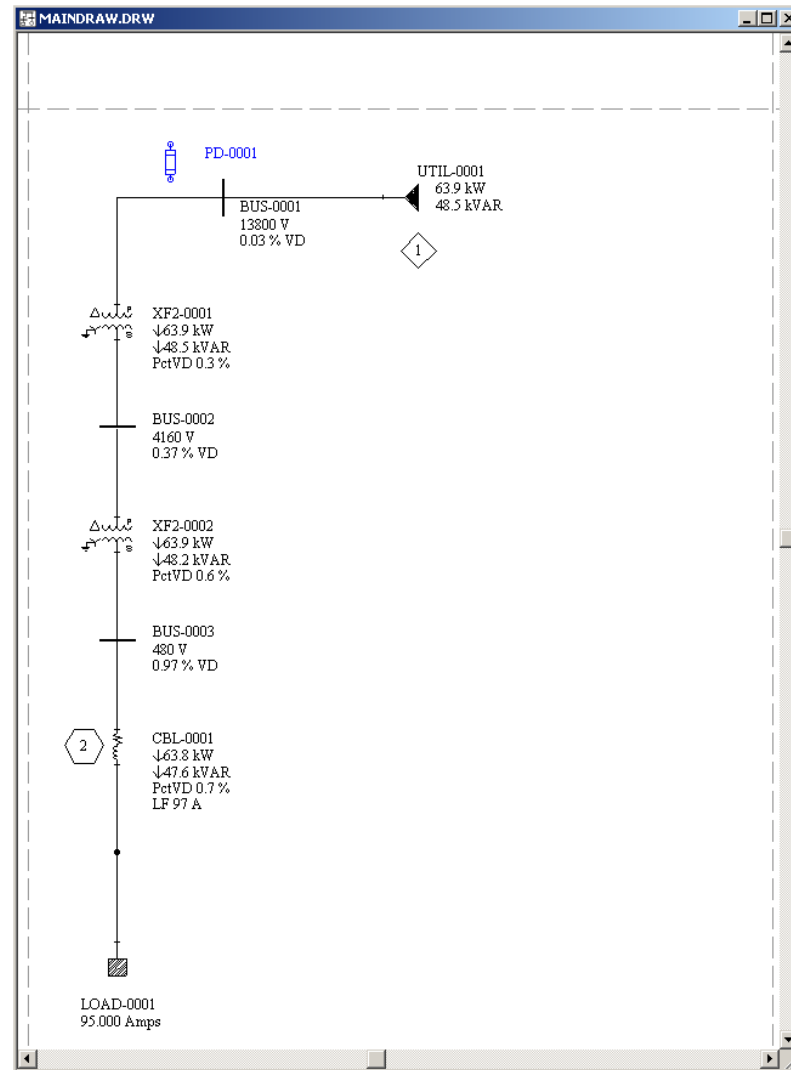 MAINDRAW.DRW
PD-0001
UTIL-0001
63.9 kW
48.5 kVAR
BUS-0001
13800 V
0.03 % VD
1
XF2-0001
↓63.9 kW
↓48.5 kVAR
PctVD 0.3 %
P
S
BUS-0002
4160 V
0.37 % VD
XF2-0002
↓63.9 kW
↓48.2 kVAR
PctVD 0.6 %
P
S
BUS-0003
480 V
0.97 % VD
2
CBL-0001
↓63.8 kW
↓47.6 kVAR
PctVD 0.7 %
LF 97 A
LOAD-0001
95.000 Amps